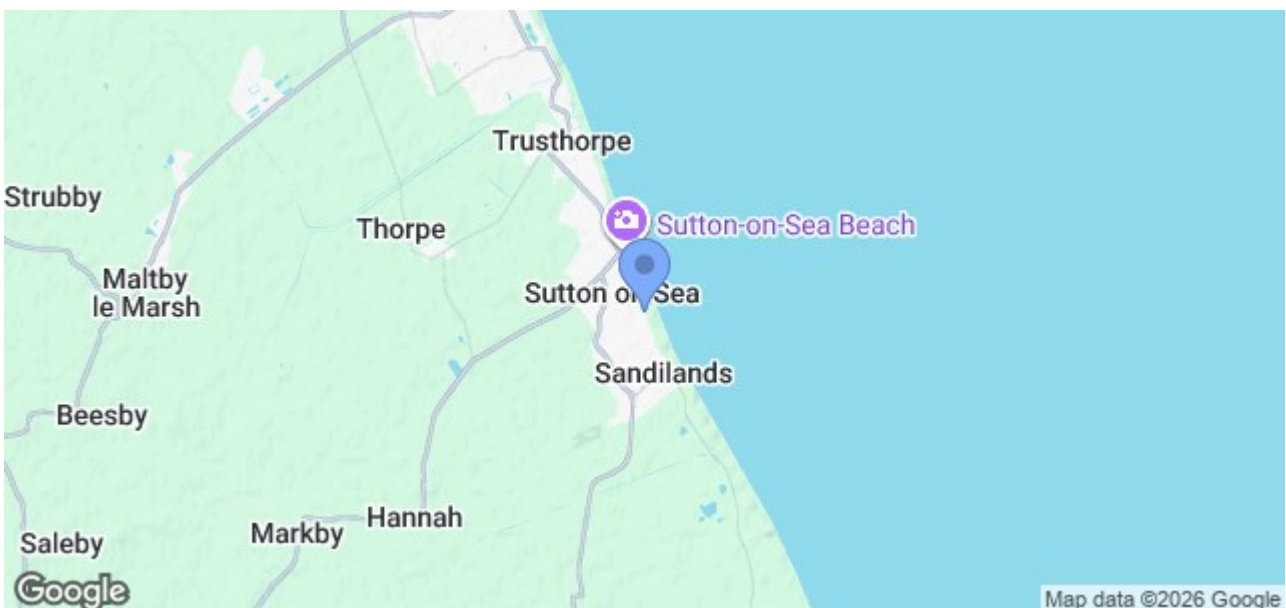 Trusthorpe
Strubby
Thorpe
Sutton-on-Sea Beach
Maltby
le Marsh
Sutton on Sea
Sandilands
Beesby
Hannah
Markby
Saleby
Google
Map data ©2026 Google